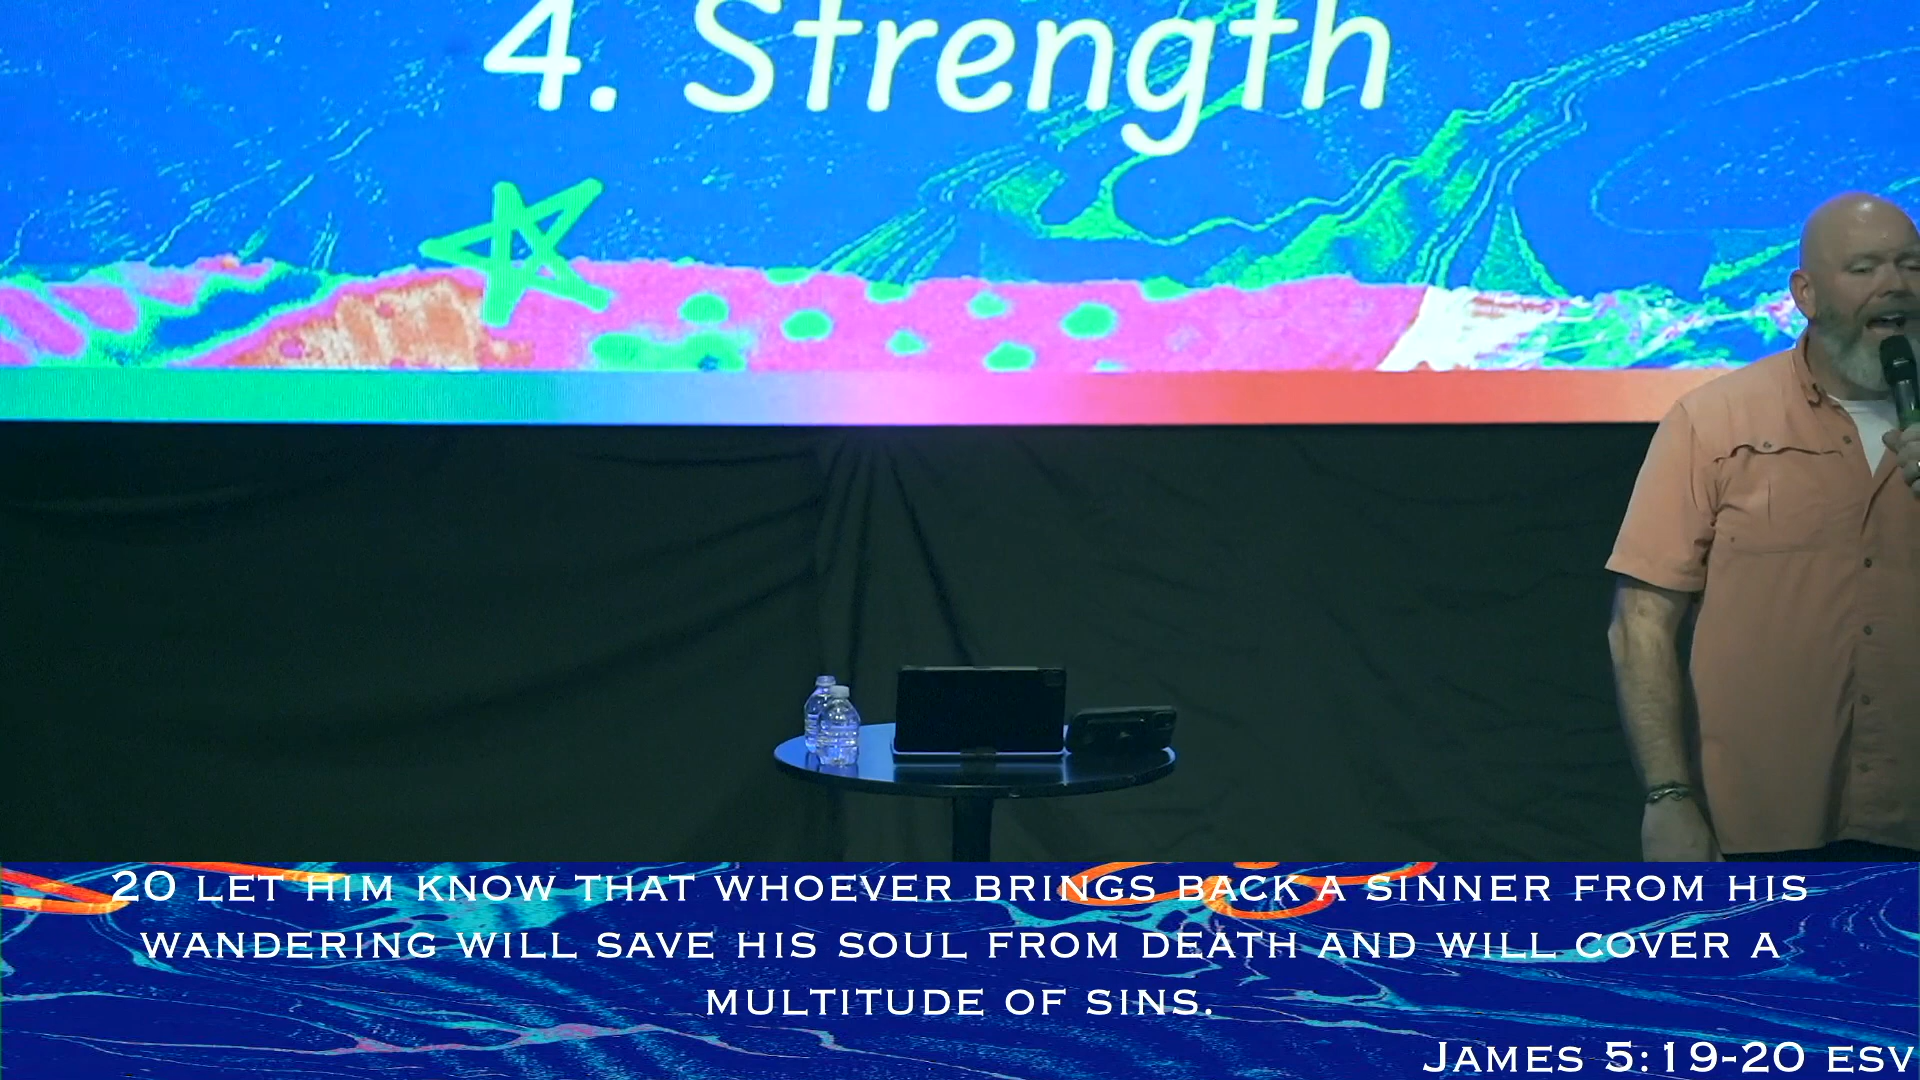 4. Strength
20 LET HIM KNOW THAT WHOEVER BRINGS BACK A SINNER FROM HIS
WANDERING WILL SAVE HIS SOUL FROM DEATH AND WILL COVER A
MULTITUDE OF SINS.
JAMES 5:19-20 ESV